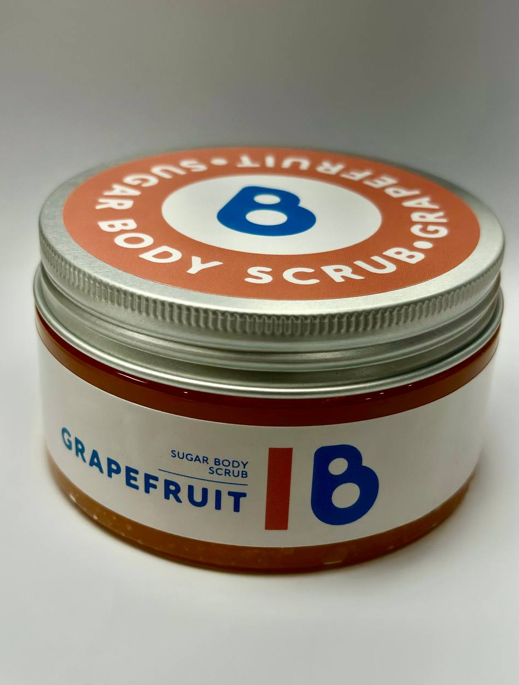 SUGAR BODY SCRUB•GRAPEFRUIT•
B
SUGAR BODY
SCRUB
GRAPEFRUIT
B